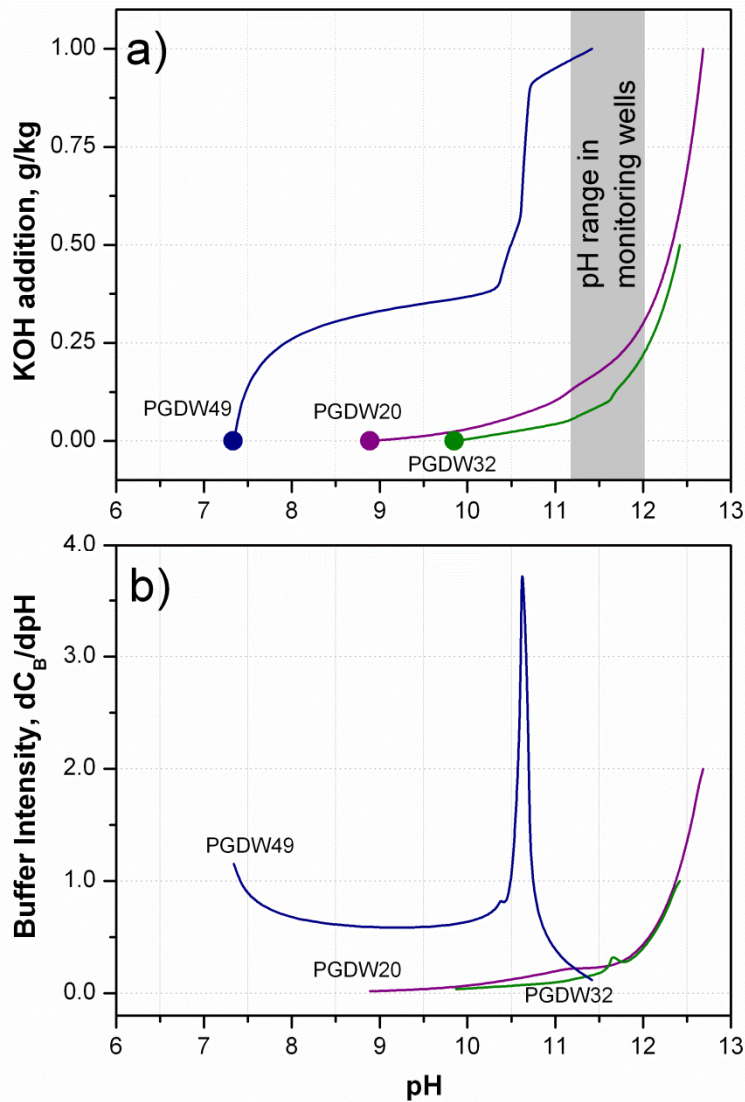 a)
KOH addition, g/kg
1.00
0.75
0.50
0.25
0.00
pH range in
monitoring wells
PGDW49
PGDW20
PGDW32
6 7 8 9 10 11 12 13
b)
Buffer Intensity, dC_B/dpH
4.0
3.0
2.0
1.0
0.0
PGDW49
PGDW20
PGDW32
6 7 8 9 10 11 12 13
pH